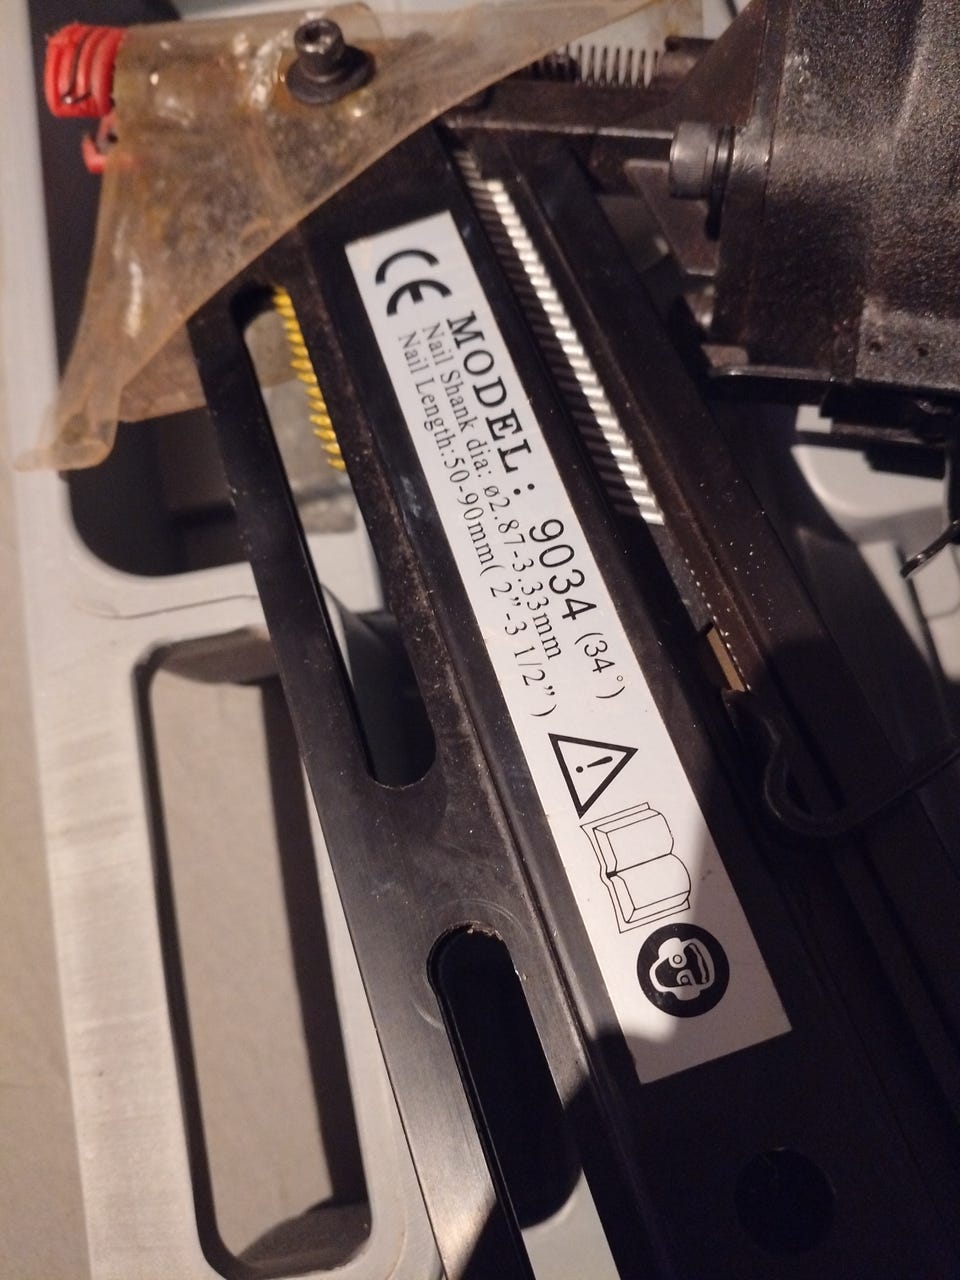 CE
MODEL: 9034 (34°)
Nail Shank dia: ø2.87-3.33mm
Nail Length:50-90mm( 2”-3 1/2” )